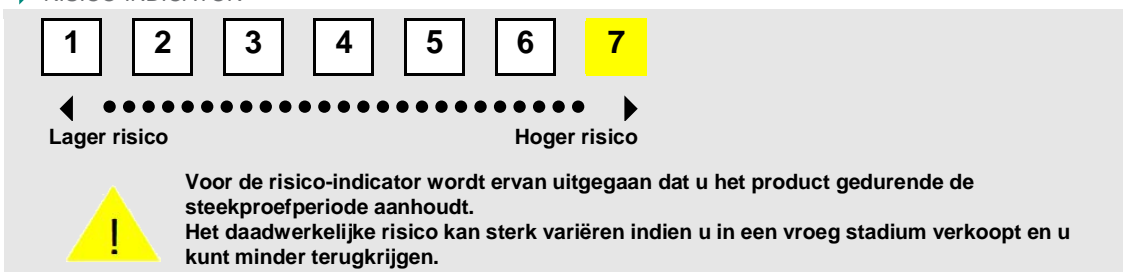 RISICO-INDICATOR
1 2 3 4 5 6 7
Lager risico Hoger risico
Voor de risico-indicator wordt ervan uitgegaan dat u het product gedurende de
steekproefperiode aanhoudt.
Het daadwerkelijke risico kan sterk variëren indien u in een vroeg stadium verkoopt en u
kunt minder terugkrijgen.
!